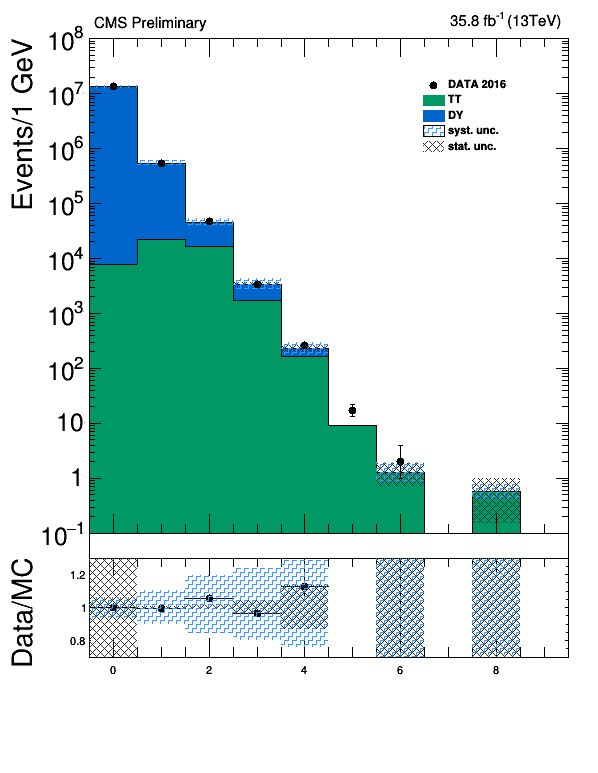 CMS Preliminary 35.8 fb⁻¹ (13TeV)
Events/1 GeV
10⁸
10⁷
10⁶
10⁵
10⁴
10³
10²
10
1
10⁻¹
DATA 2016
TT
DY
syst. unc.
stat. unc.
Data/MC
1.2
1
0.8
0 2 4 6 8